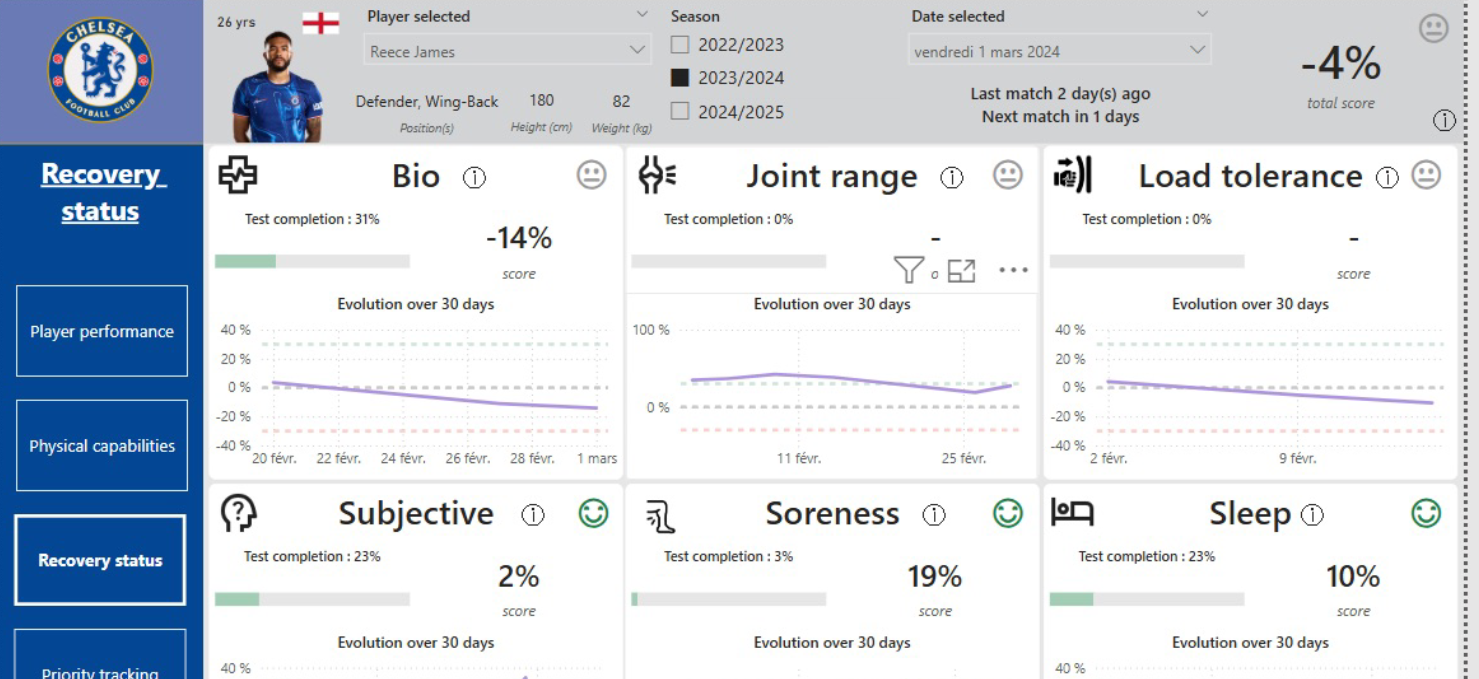 CHELSEA
FOOTBALL CLUB
Recovery
status
Player performance
Physical capabilities
Recovery status
Priority tracking
26 yrs
Player selected
Reece James
Defender, Wing-Back
Position(s)
180
Height (cm)
82
Weight (kg)
Season
2022/2023
2023/2024
2024/2025
Date selected
vendredi 1 mars 2024
Last match 2 day(s) ago
Next match in 1 days
-4%
total score
Bio
Test completion : 31%
-14%
score
Evolution over 30 days
40 %
20 %
0 %
-20 %
-40 %
20 févr. 22 févr. 24 févr. 26 févr. 28 févr. 1 mars
Joint range
Test completion : 0%
-
Evolution over 30 days
100 %
0 %
11 févr. 25 févr.
Load tolerance
Test completion : 0%
-
score
Evolution over 30 days
40 %
20 %
0 %
-20 %
-40 %
2 févr. 9 févr.
Subjective
Test completion : 23%
2%
score
Evolution over 30 days
40 %
Soreness
Test completion : 3%
19%
score
Evolution over 30 days
Sleep
Test completion : 23%
10%
score
Evolution over 30 days
40 %